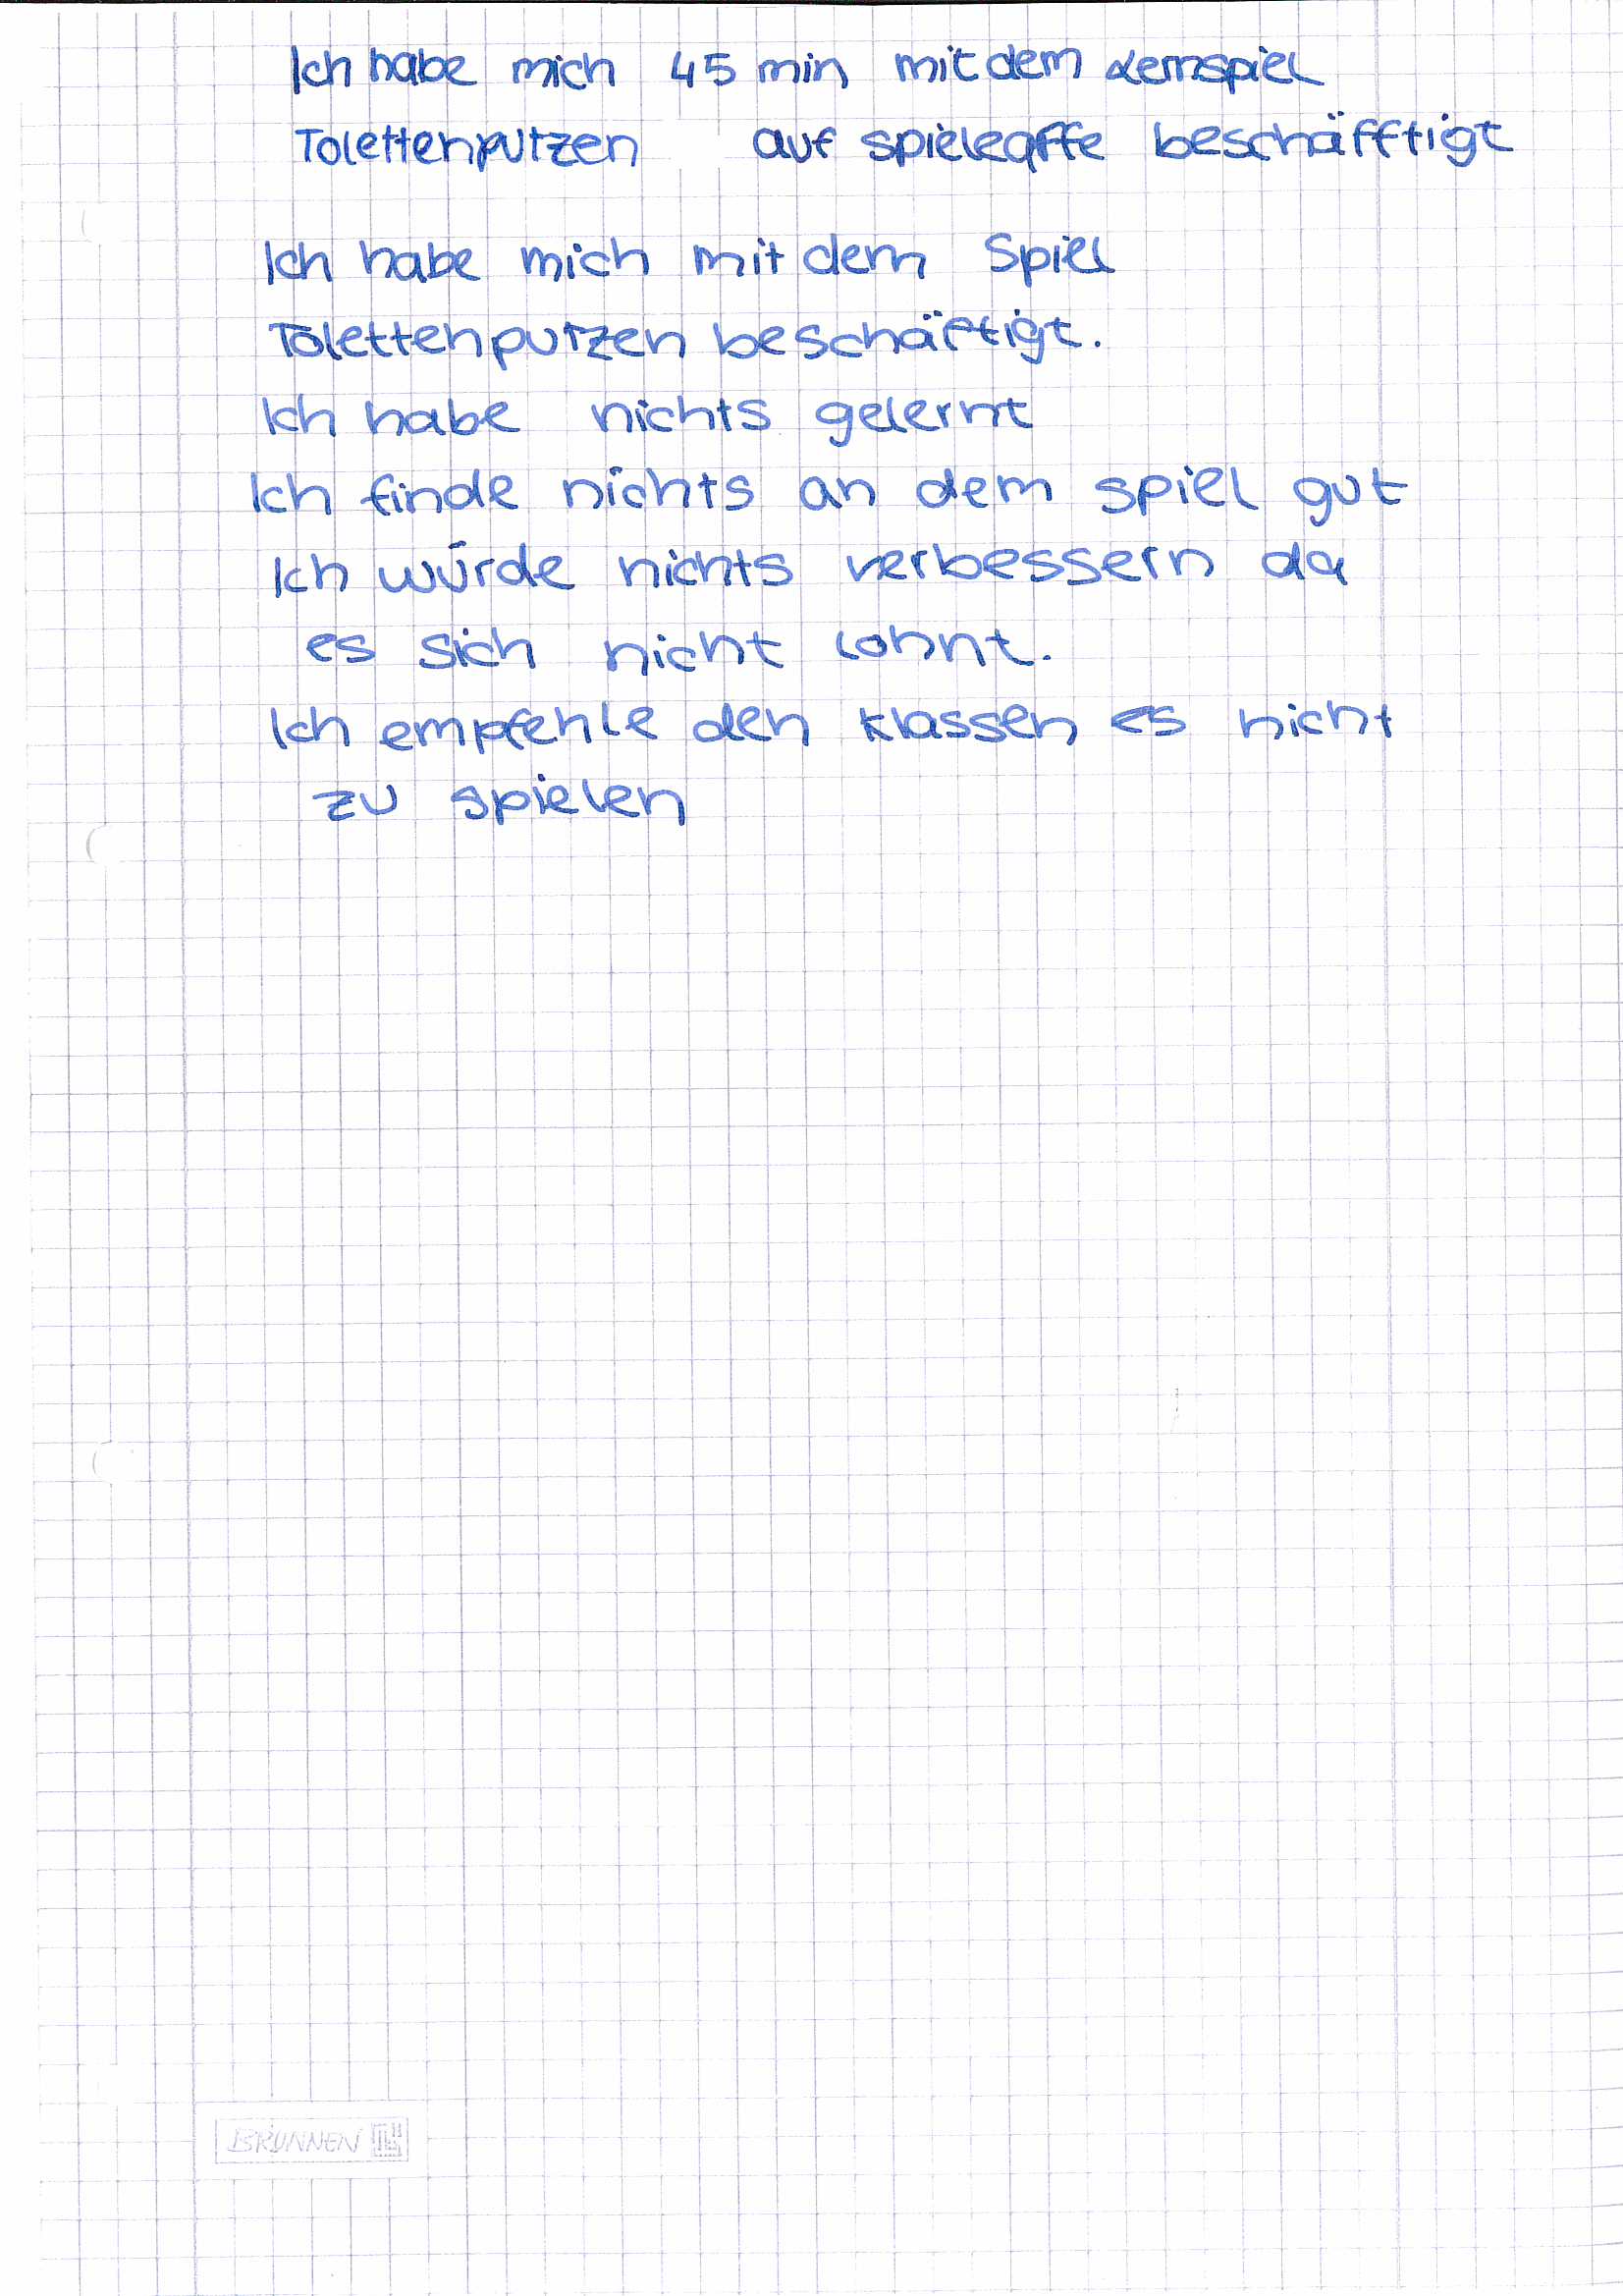 Ich habe mich 45 min mit dem Lernspiel
Tolettenputzen auf spieleaffe beschäfftigt
Ich habe mich mit dem Spiel
Tolettenputzen beschäftigt.
Ich habe nichts gelernt
Ich finde nichts an dem spiel gut
Ich würde nichts verbessern da
es sich nicht lohnt.
Ich empfehle den klassen es nicht
zu spielen
BRUNNEN